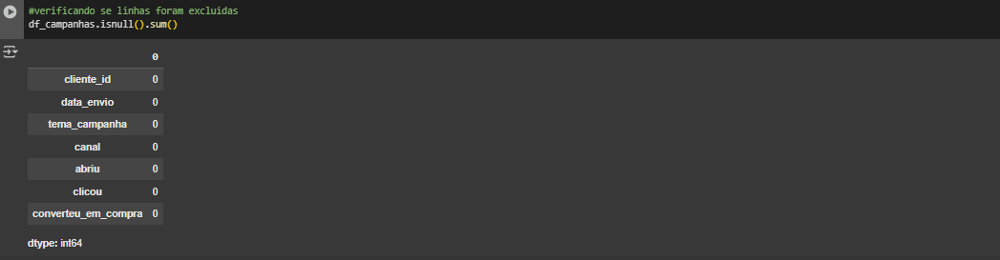 #verificando se linhas foram excluidas
df_campanhas.isnull().sum()
0
cliente_id 0
data_envio 0
tema_campanha 0
canal 0
abriu 0
clicou 0
converteu_em_compra 0
dtype: int64